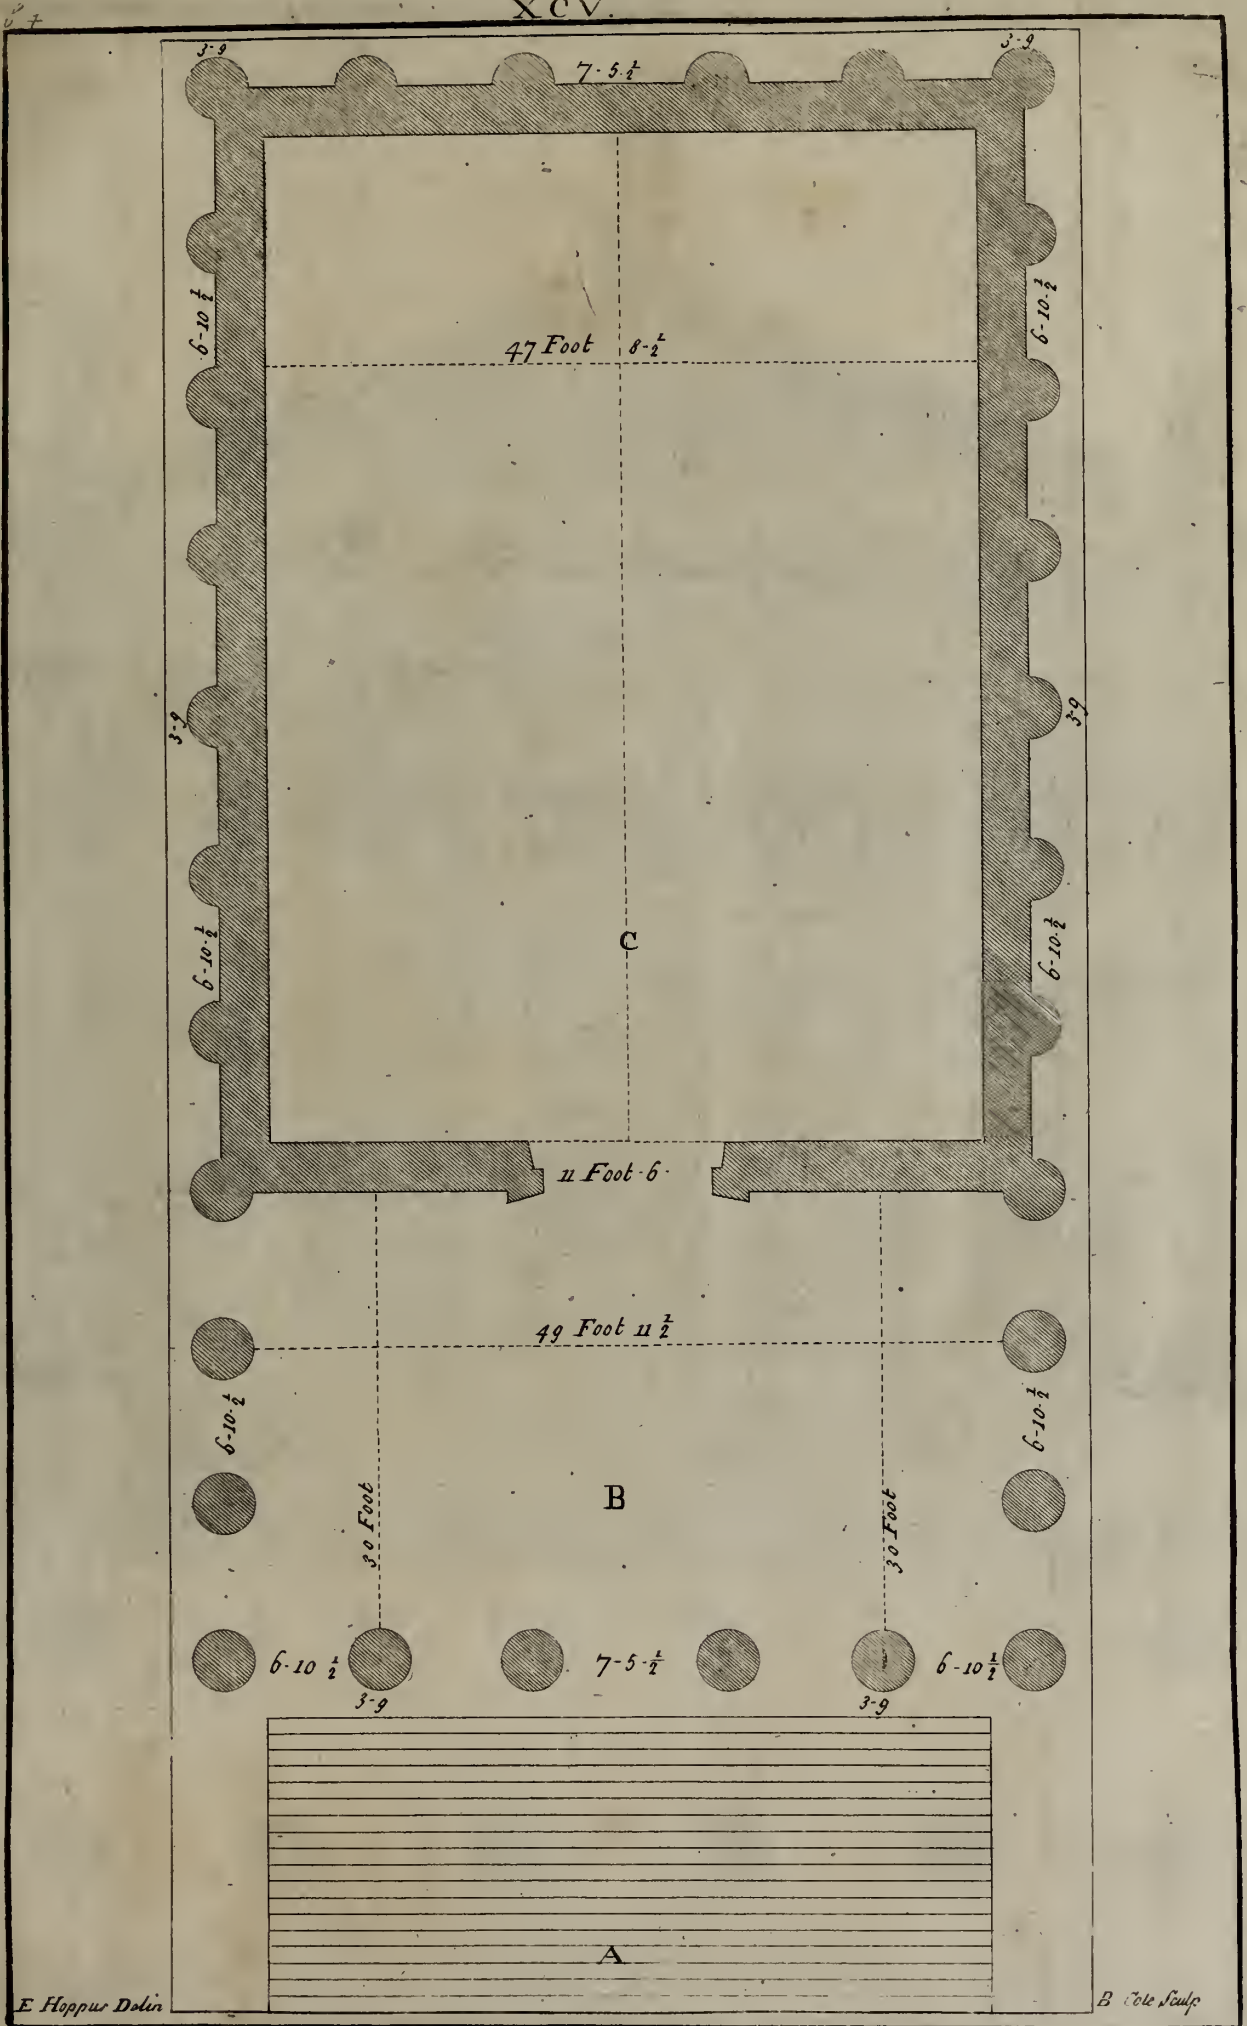 XCV.
3-9
7-5 ½
3-9
6-10 ½
6-10-½
47 Foot 8-½
3-9
3-9
C
6-10-½
6-10-½
11 Foot-6-
49 Foot 11 ½
6-10-½
6-10-½
B
30 Foot
30 Foot
6-10 ½
7-5-½
6-10 ½
3-9
3-9
A
E Hoppus Delin
B Cole Sculp